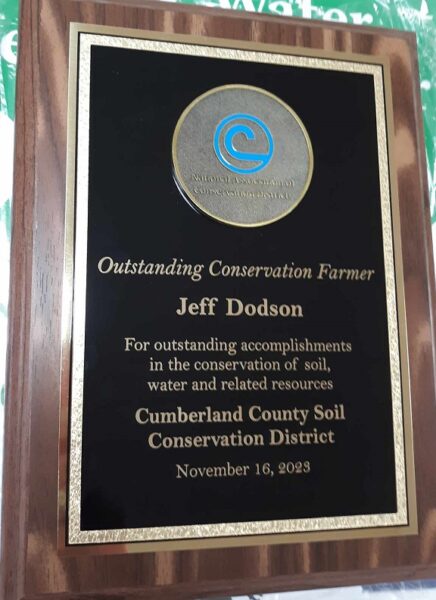 Water
National Association of
Conservation Districts
Outstanding Conservation Farmer
Jeff Dodson
For outstanding accomplishments
in the conservation of soil,
water and related resources
Cumberland County Soil
Conservation District
November 16, 2023